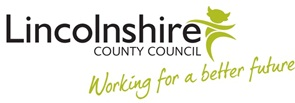 Lincolnshire
COUNTY COUNCIL
Working for a better future